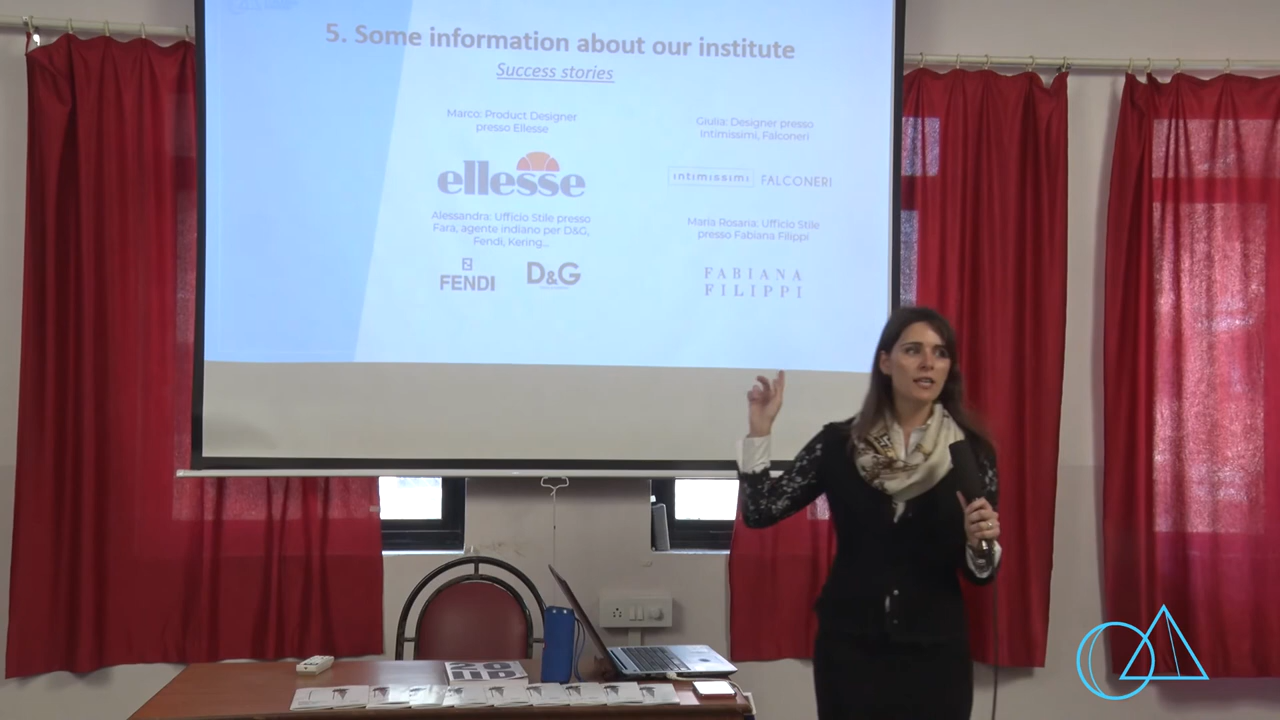 5. Some information about our institute
Success stories
Marco: Product Designer
presso Ellesse
ellesse
Alessandra: Ufficio Stile presso
Fara, agente indiano per D&G,
Fendi, Kering...
FENDI
D&G
Giulia: Designer presso
Intimissimi, Falconeri
intimissimi
FALCONERI
Maria Rosaria: Ufficio Stile
presso Fabiana Filippi
FABIANA
FILIPPI